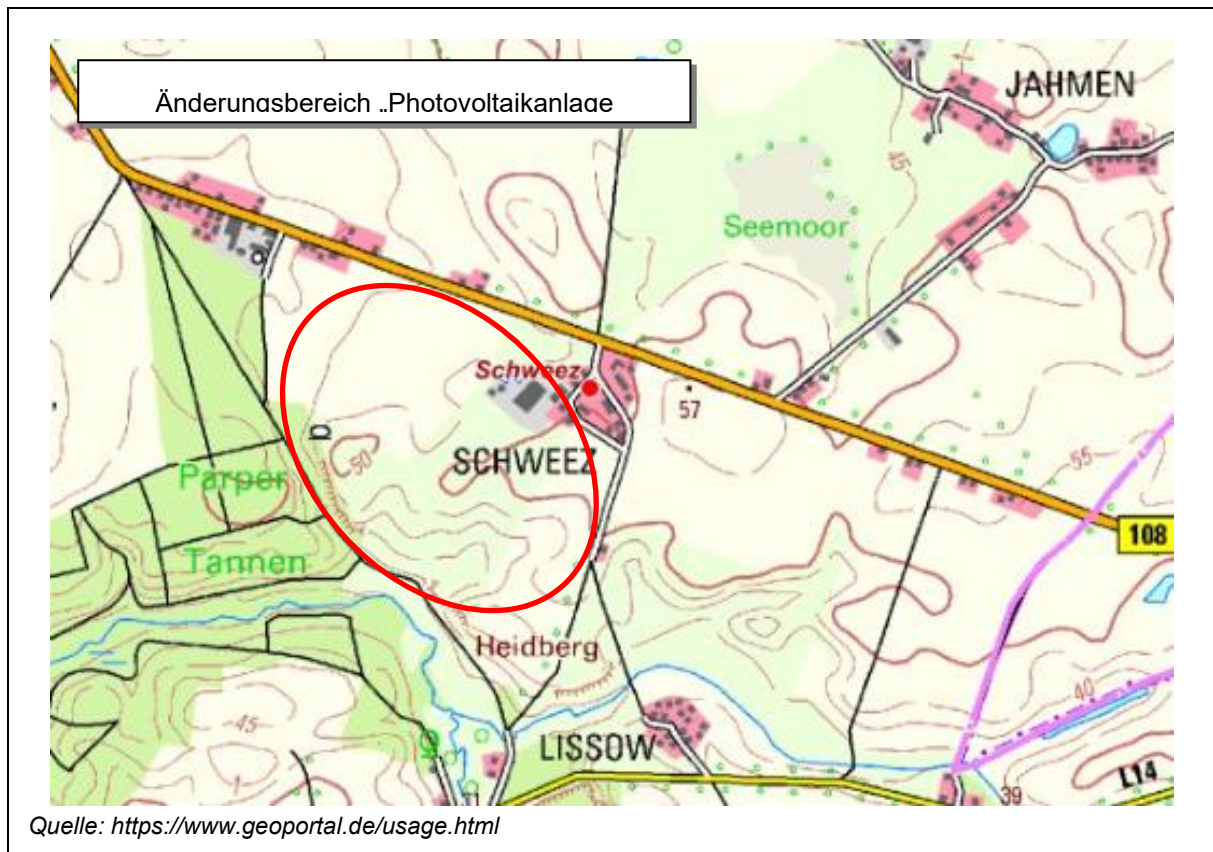 Änderungsbereich „Photovoltaikanlage
JAHMEN
45
Seemoor
Schweez
57
SCHWEEZ
50
55
Parper
108
Tannen
Heidberg
40
45
LISSOW
L14
39
Quelle: https://www.geoportal.de/usage.html